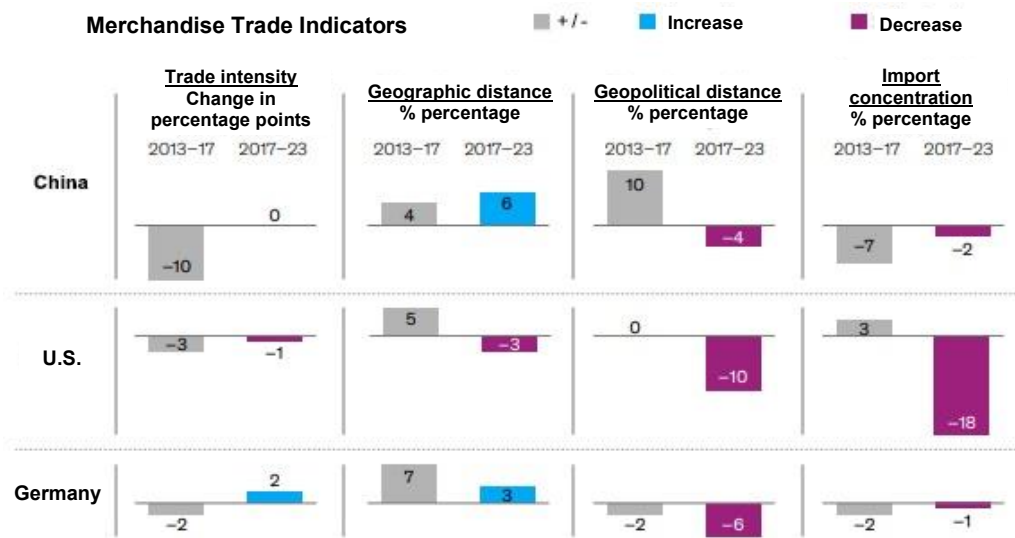 Merchandise Trade Indicators
+/-
Increase
Decrease
Trade intensity
Change in
percentage points
Geographic distance
% percentage
Geopolitical distance
% percentage
Import
concentration
% percentage
2013–17 2017–23 2013–17 2017–23 2013–17 2017–23 2013–17 2017–23
China
–10 0 4 6 10 –4 –7 –2
U.S.
–3 –1 5 –3 0 –10 3 –18
Germany
–2 2 7 3 –2 –6 –2 –1